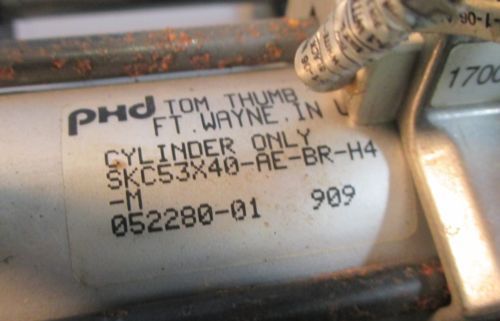 PHD TOM THUMB
FT. WAYNE, IN
CYLINDER ONLY
SKC53X40-AE-BR-H4
-M
052280-01 909
1700